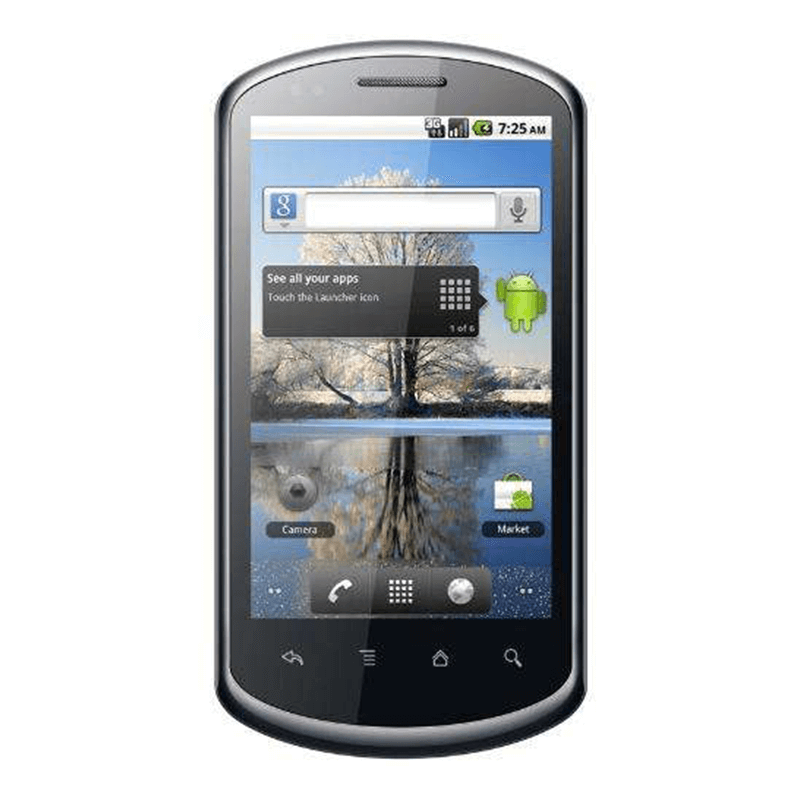 3G 7:25 AM
g
See all your apps
Touch the Launcher icon
1 of 6
Camera Market